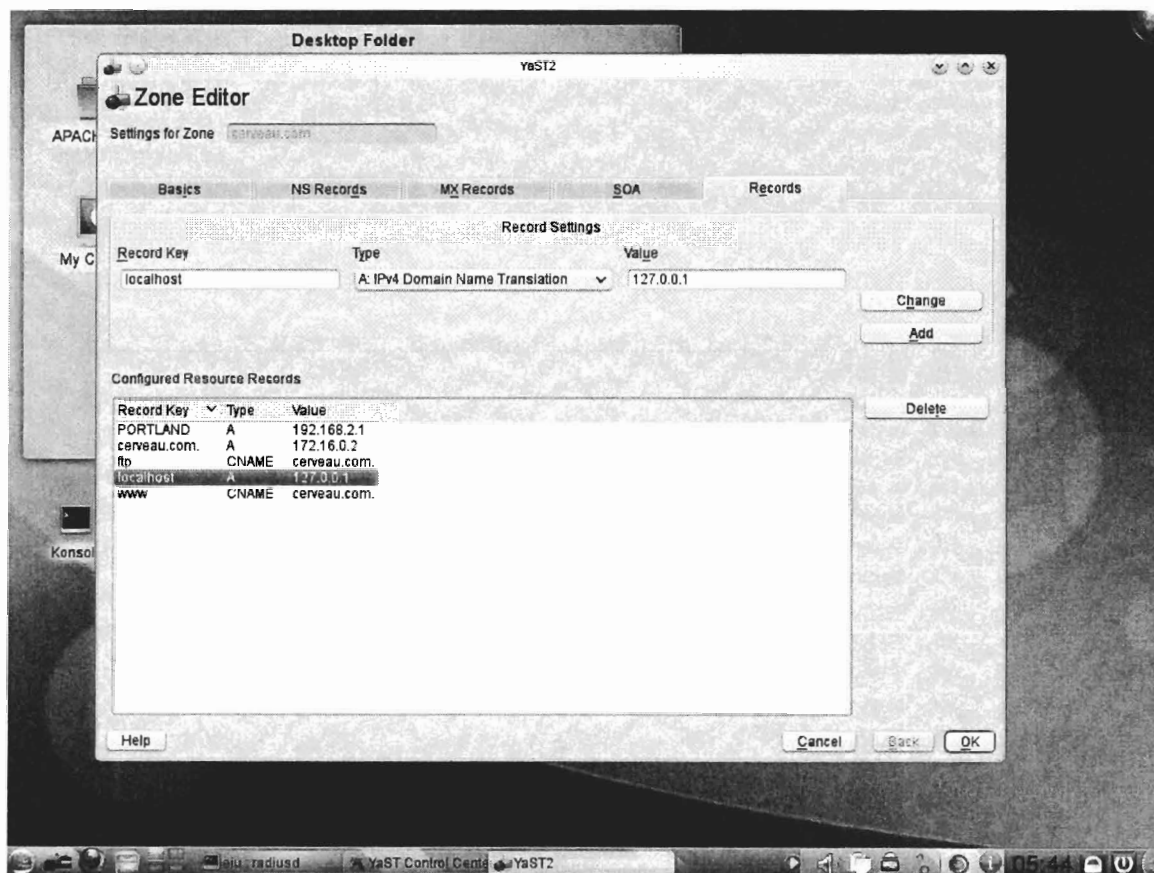 Desktop Folder
YaST2
Zone Editor
APACH
Settings for Zone cerveau.com
Basics NS Records MX Records SOA Records
Record Settings
My C
Record Key Type Value
localhost A: IPv4 Domain Name Translation 127.0.0.1
Change
Add
Configured Resource Records
Delete
Record Key Type Value
PORTLAND A 192.168.2.1
cerveau.com. A 172.16.0.2
ftp CNAME cerveau.com.
localhost A 127.0.0.1
www CNAME cerveau.com.
Konsol
Help Cancel Back OK
radiusd YaST Control Cente YaST2 05:44